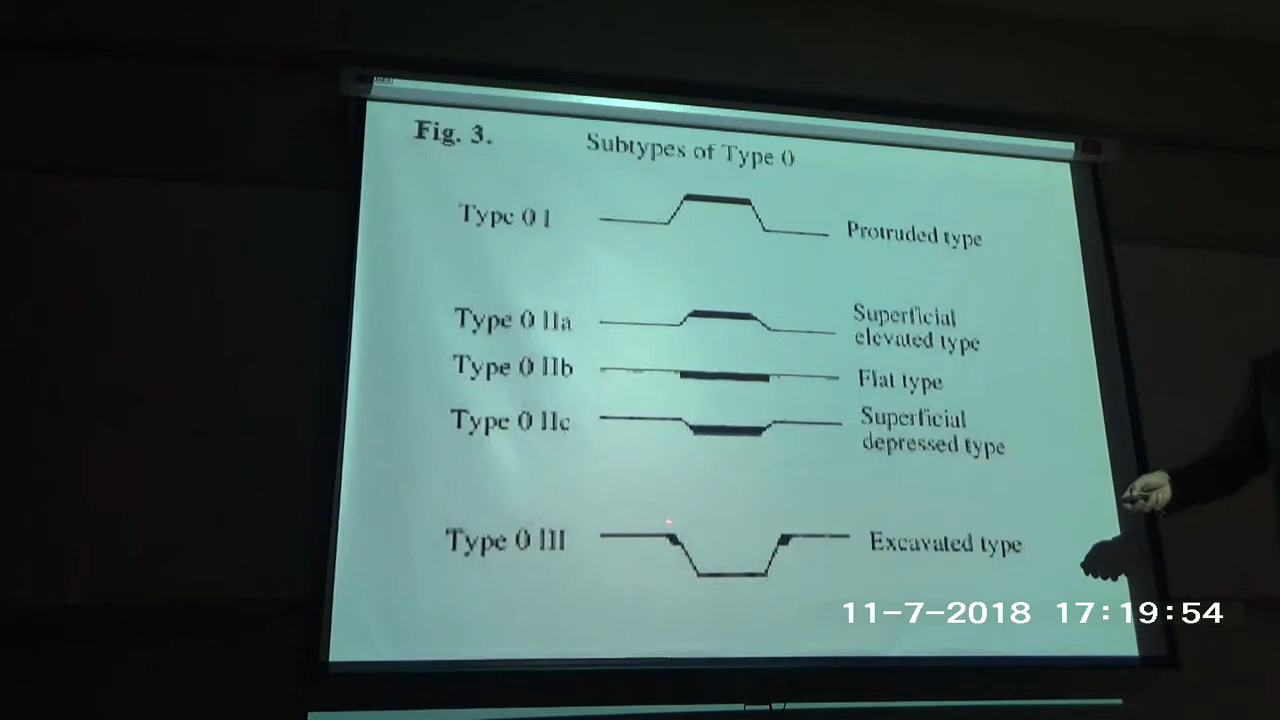 Fig. 3.
Subtypes of Type 0
Type 0 I
Protruded type
Type 0 IIa
Superficial
elevated type
Type 0 IIb
Flat type
Type 0 IIc
Superficial
depressed type
Type 0 III
Excavated type
11-7-2018 17:19:54